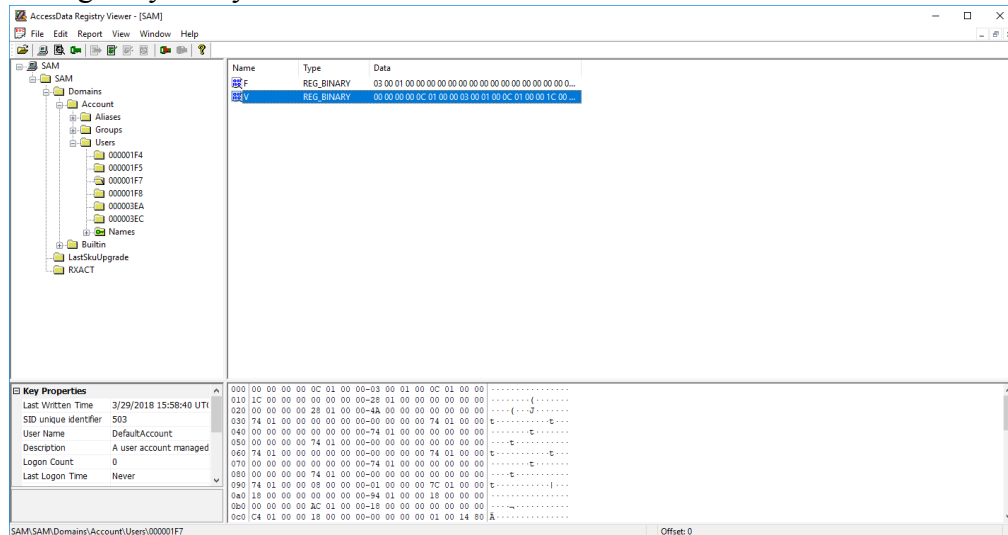 AccessData Registry Viewer - [SAM]
File Edit Report View Window Help
SAM
SAM
Domains
Account
Aliases
Groups
Users
000001F4
000001F5
000001F7
000001F8
000003EA
000003EC
Names
Builtin
LastSkuUpgrade
RXACT
Name Type Data
F REG_BINARY 03 00 01 00 00 00 00 00 00 00 00 00 00 00 00 00 00 0...
V REG_BINARY 00 00 00 00 0C 01 00 00 03 00 01 00 0C 01 00 00 1C 00 ...
Key Properties
Last Written Time 3/29/2018 15:58:40 UT
SID unique identifier 503
User Name DefaultAccount
Description A user account managed
Logon Count 0
Last Logon Time Never
000 00 00 00 00 0C 01 00 00-03 00 01 00 0C 01 00 00 ················
010 1C 00 00 00 00 00 00 00-28 01 00 00 00 00 00 00 ········(·······
020 00 00 00 00 28 01 00 00-4A 00 00 00 00 00 00 00 ····(···J·······
030 74 01 00 00 00 00 00 00-00 00 00 00 74 01 00 00 t···········t···
040 00 00 00 00 00 00 00 00-74 01 00 00 00 00 00 00 ········t·······
050 00 00 00 00 74 01 00 00-00 00 00 00 00 00 00 00 ····t···········
060 74 01 00 00 00 00 00 00-00 00 00 00 74 01 00 00 t···········t···
070 00 00 00 00 00 00 00 00-74 01 00 00 00 00 00 00 ········t·······
080 00 00 00 00 74 01 00 00-00 00 00 00 00 00 00 00 ····t···········
090 74 01 00 00 08 00 00 00-01 00 00 00 7C 01 00 00 t···········|···
0a0 18 00 00 00 00 00 00 00-94 01 00 00 18 00 00 00 ················
0b0 00 00 00 00 AC 01 00 00-18 00 00 00 00 00 00 00 ····¬···········
0c0 C4 01 00 00 18 00 00 00-00 00 00 00 01 00 14 80 Ä···············
SAM\SAM\Domains\Account\Users\000001F7 Offset: 0